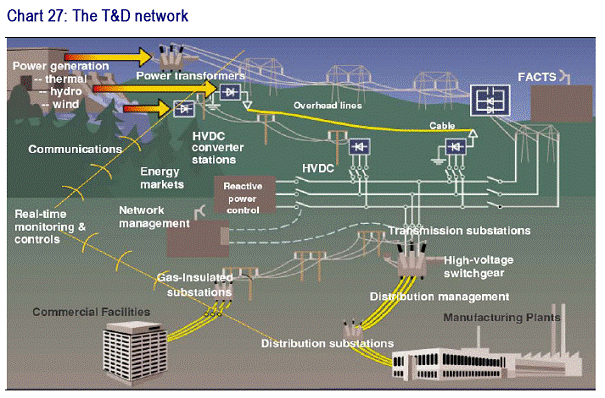 Chart 27: The T&D network
Power generation
-- thermal
-- hydro
-- wind
Power transformers
FACTS
Overhead lines
Cable
Communications
HVDC
converter
stations
HVDC
Energy
markets
Reactive
power
control
Network
management
Real-time
monitoring &
controls
Transmission substations
High-voltage
switchgear
Gas-Insulated
substations
Distribution management
Commercial Facilities
Manufacturing Plants
Distribution substations